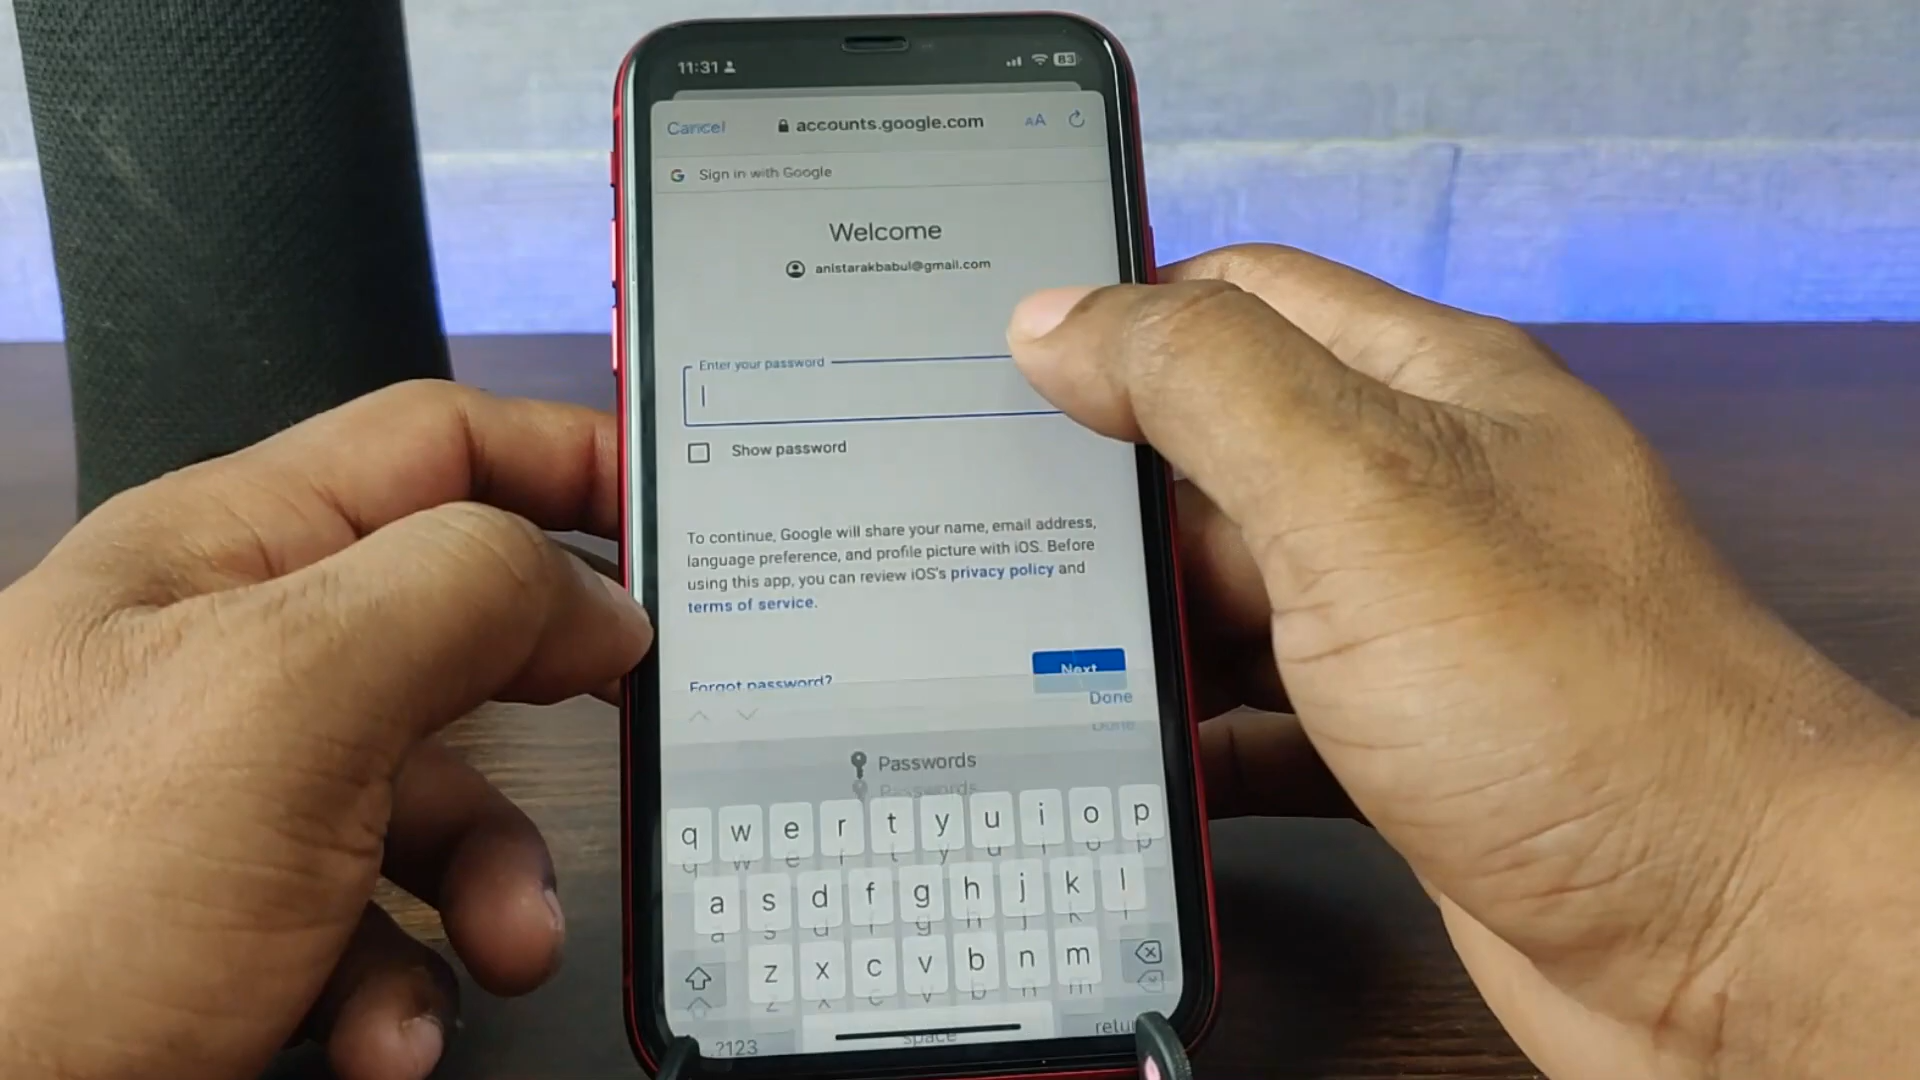 11:31
83
Cancel
accounts.google.com
AA
G Sign in with Google
Welcome
anistarakbabul@gmail.com
Enter your password
Show password
To continue, Google will share your name, email address,
language preference, and profile picture with iOS. Before
using this app, you can review iOS's privacy policy and
terms of service.
Forgot password?
Next
Done
Done
Passwords
Passwords
q w e r t y u i o p
a s d f g h j k l
z x c v b n m
.?123
space